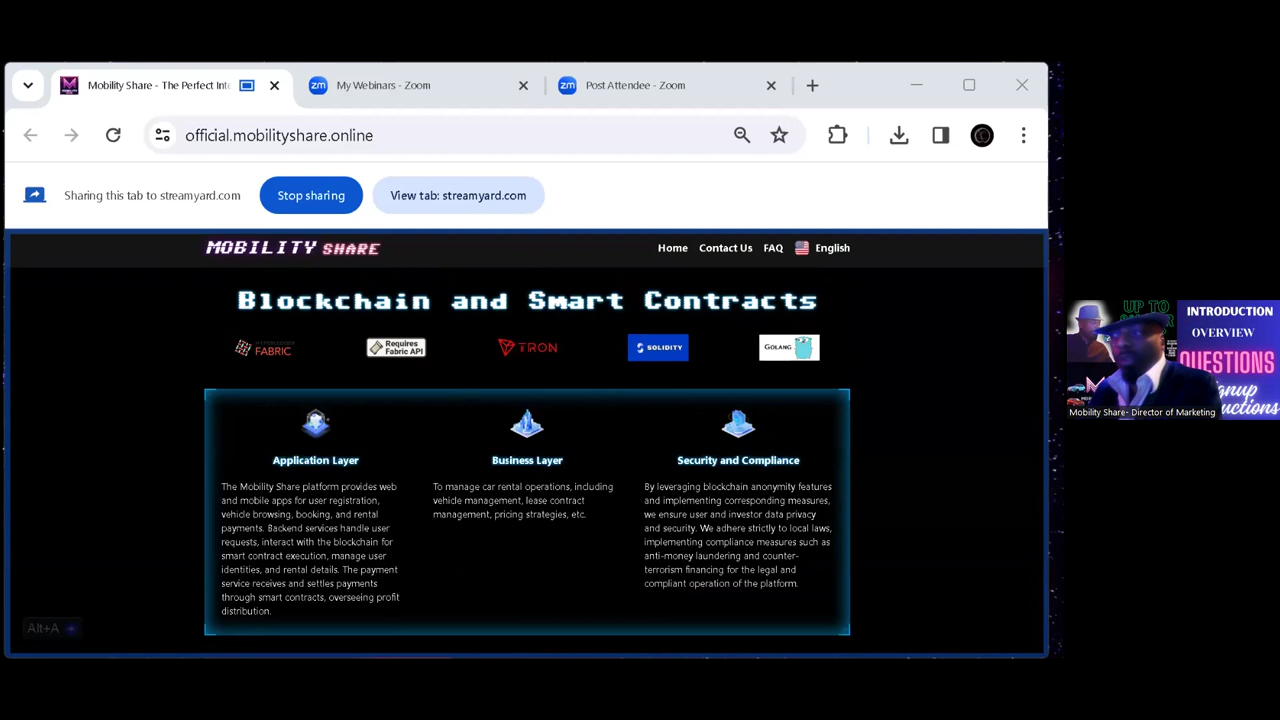 Mobility Share - The Perfect Inte
My Webinars - Zoom
Post Attendee - Zoom
official.mobilityshare.online
Sharing this tab to streamyard.com
Stop sharing
View tab: streamyard.com
MOBILITY SHARE
Home
Contact Us
FAQ
English
Blockchain and Smart Contracts
HYPERLEDGER
FABRIC
Requires
Fabric API
TRON
SOLIDITY
GOLANG
Application Layer
The Mobility Share platform provides web
and mobile apps for user registration,
vehicle browsing, booking, and rental
payments. Backend services handle user
requests, interact with the blockchain for
smart contract execution, manage user
identities, and rental details. The payment
service receives and settles payments
through smart contracts, overseeing profit
distribution.
Business Layer
To manage car rental operations, including
vehicle management, lease contract
management, pricing strategies, etc.
Security and Compliance
By leveraging blockchain anonymity features
and implementing corresponding measures,
we ensure user and investor data privacy
and security. We adhere strictly to local laws,
implementing compliance measures such as
anti-money laundering and counter-
terrorism financing for the legal and
compliant operation of the platform.
Alt+A
UP TO
INTRODUCTION
OVERVIEW
QUESTIONS
Mobility Share- Director of Marketing